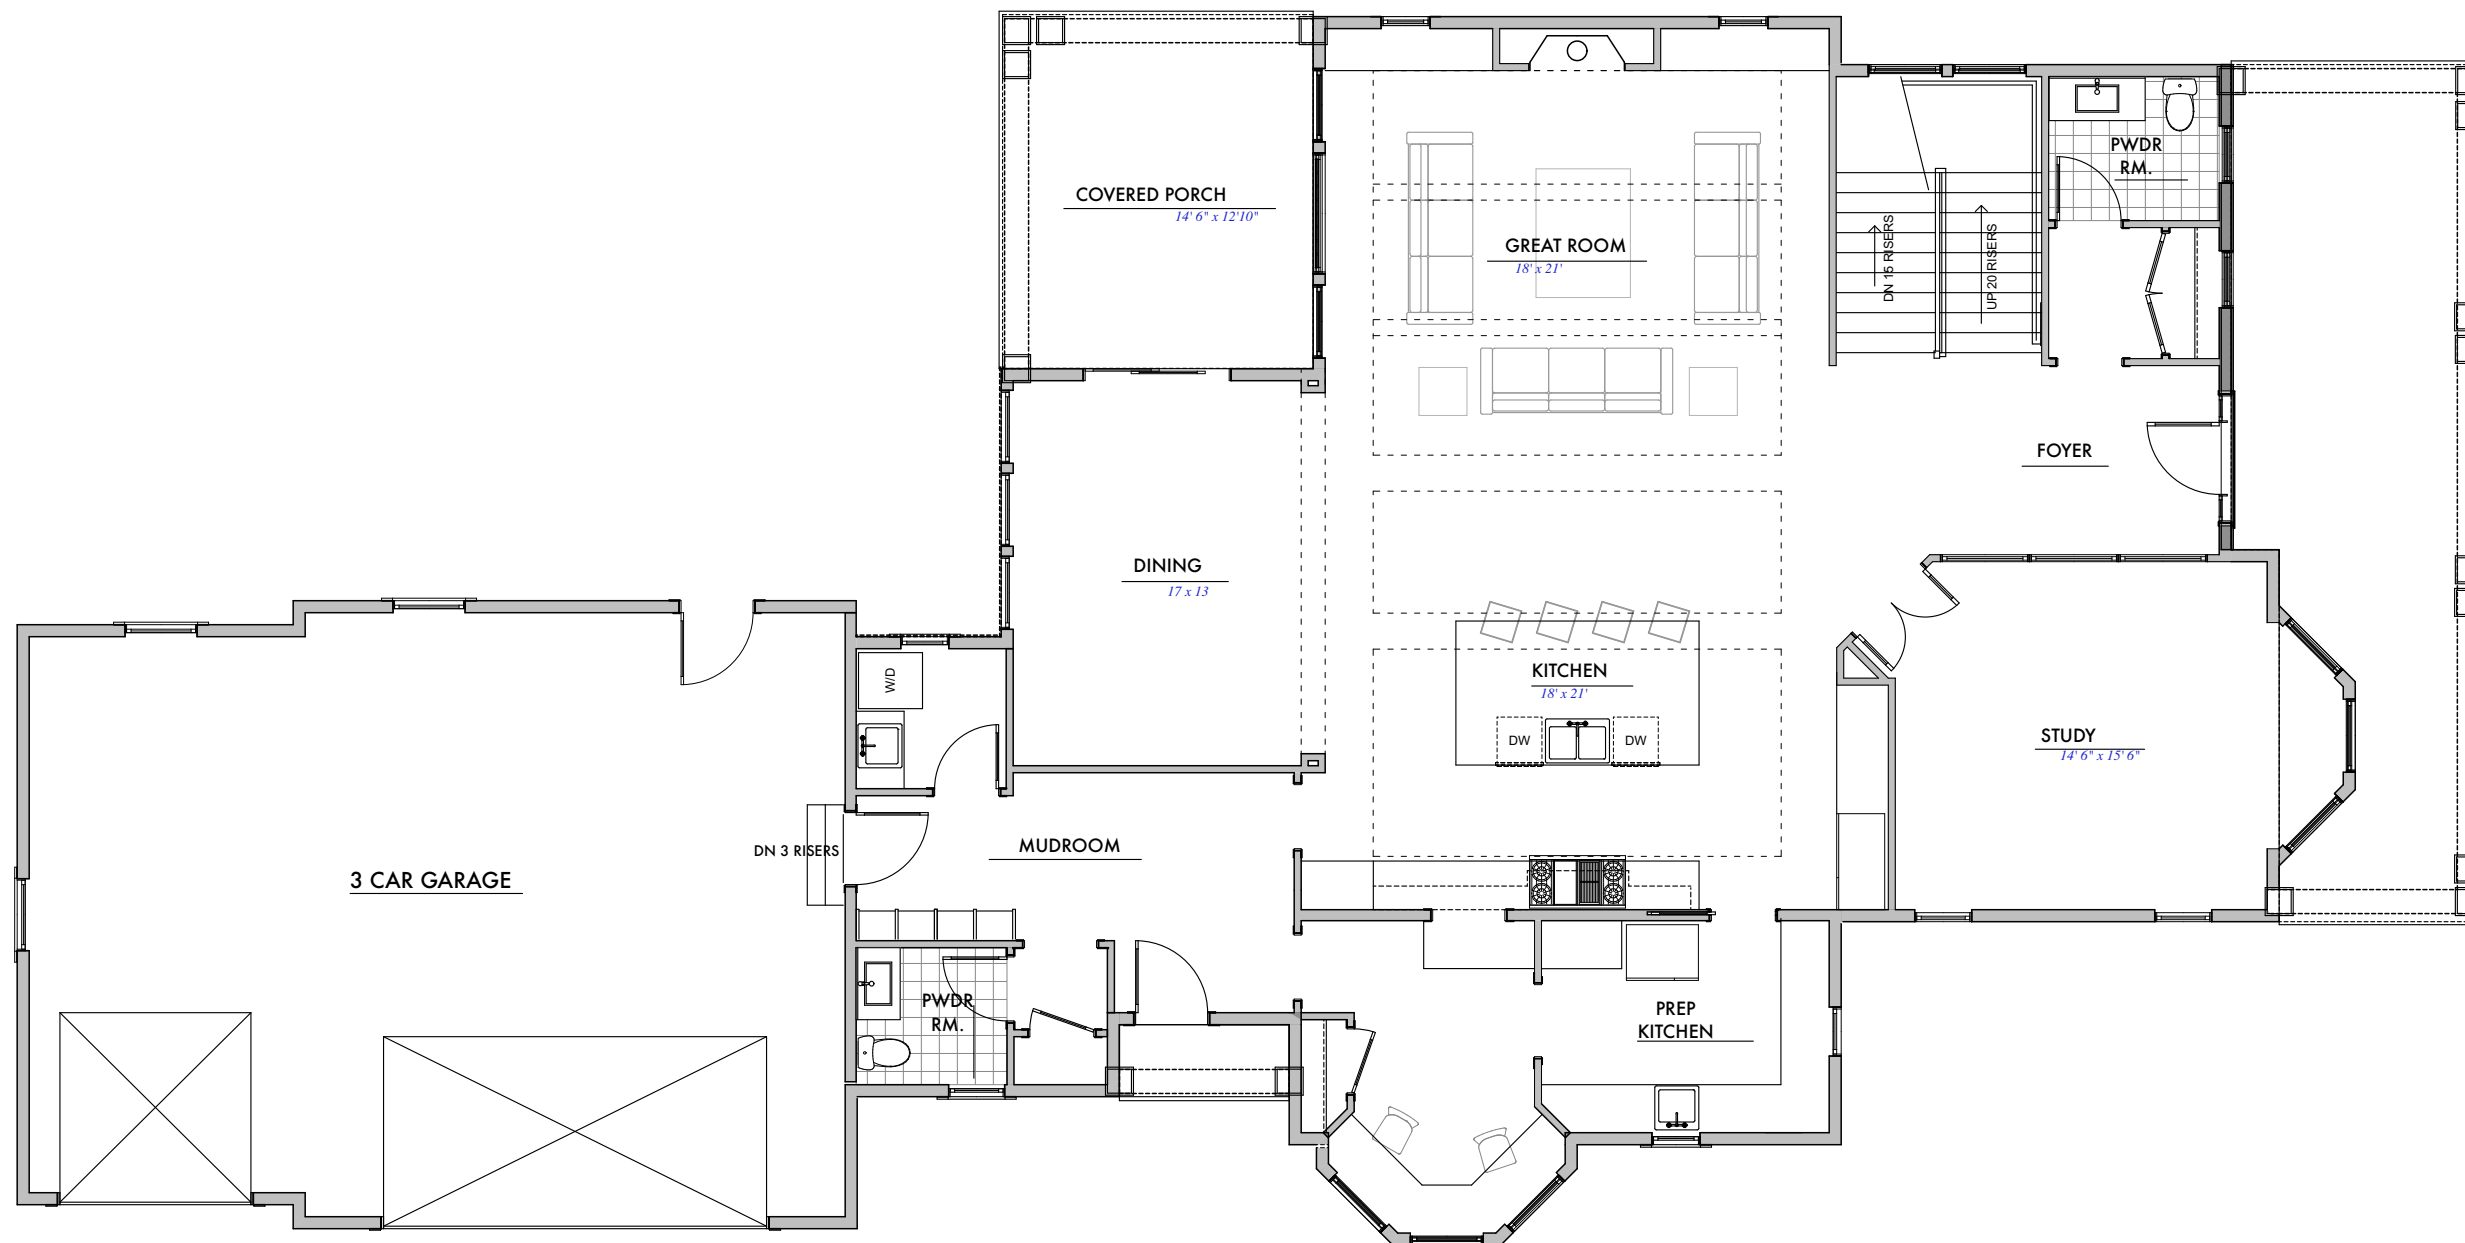 PWDR
RM.
COVERED PORCH
14' 6" x 12'10"
GREAT ROOM
18' x 21'
DN 15 RISERS
UP 20 RISERS
FOYER
DINING
17 x 13
KITCHEN
18' x 21'
W/D
DW
DW
STUDY
14' 6" x 15' 6"
MUDROOM
DN 3 RISERS
3 CAR GARAGE
PWDR
RM.
PREP
KITCHEN